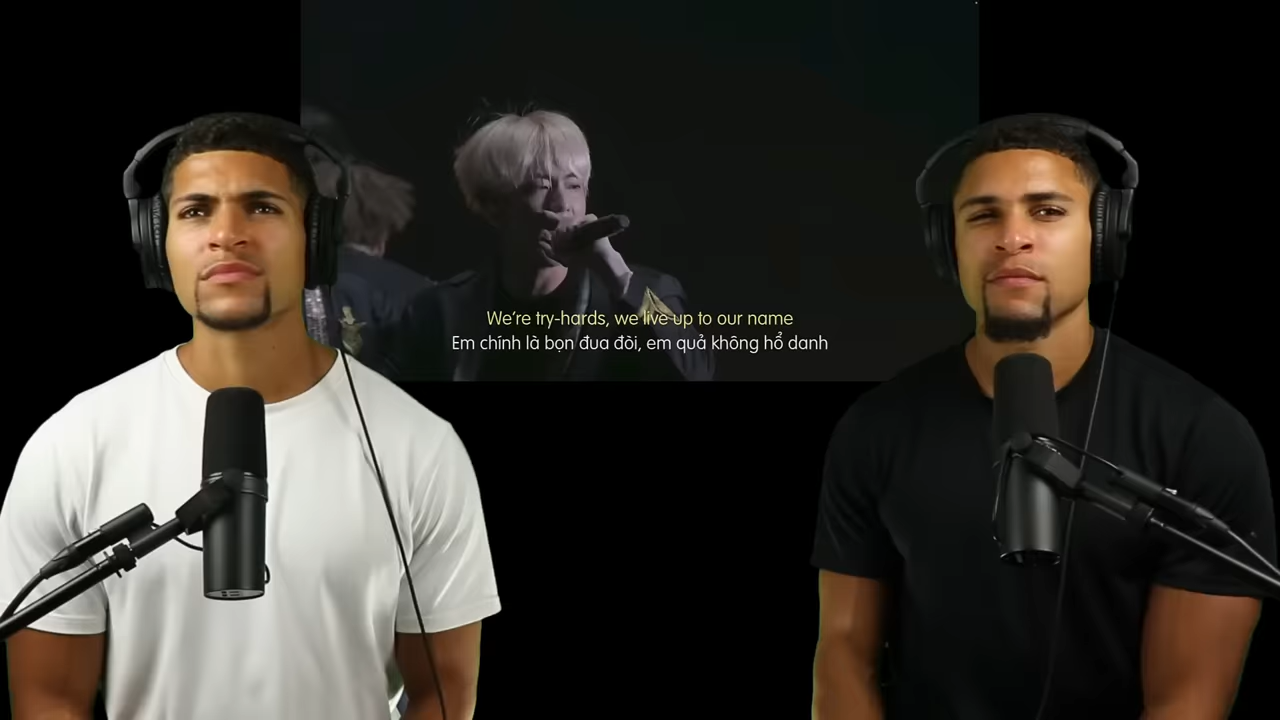 We're try-hards, we live up to our name
Em chính là bọn đua đòi, em quả không hổ danh